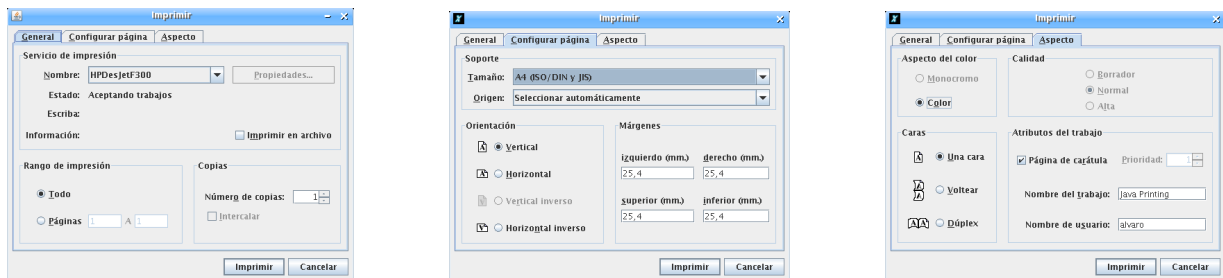 Imprimir
General Configurar página Aspecto
Servicio de impresión
Nombre: HPDesJetF300 Propiedades...
Estado: Aceptando trabajos
Escriba:
Información: Imprimir en archivo
Rango de impresión Copias
Todo Número de copias: 1
Páginas 1 A 1 Intercalar
Imprimir Cancelar
Imprimir
General Configurar página Aspecto
Soporte
Tamaño: A4 (ISO/DIN y JIS)
Origen: Seleccionar automáticamente
Orientación Márgenes
Vertical
izquierdo (mm.) derecho (mm.)
Horizontal 25,4 25,4
Vertical inverso superior (mm.) inferior (mm.)
25,4 25,4
Horizontal inverso
Imprimir Cancelar
Imprimir
General Configurar página Aspecto
Aspecto del color Calidad
Monocromo Borrador
Normal
Color Alta
Caras Atributos del trabajo
Una cara Página de carátula Prioridad: 1
Voltear Nombre del trabajo: Java Printing
Dúplex Nombre de usuario: alvaro
Imprimir Cancelar